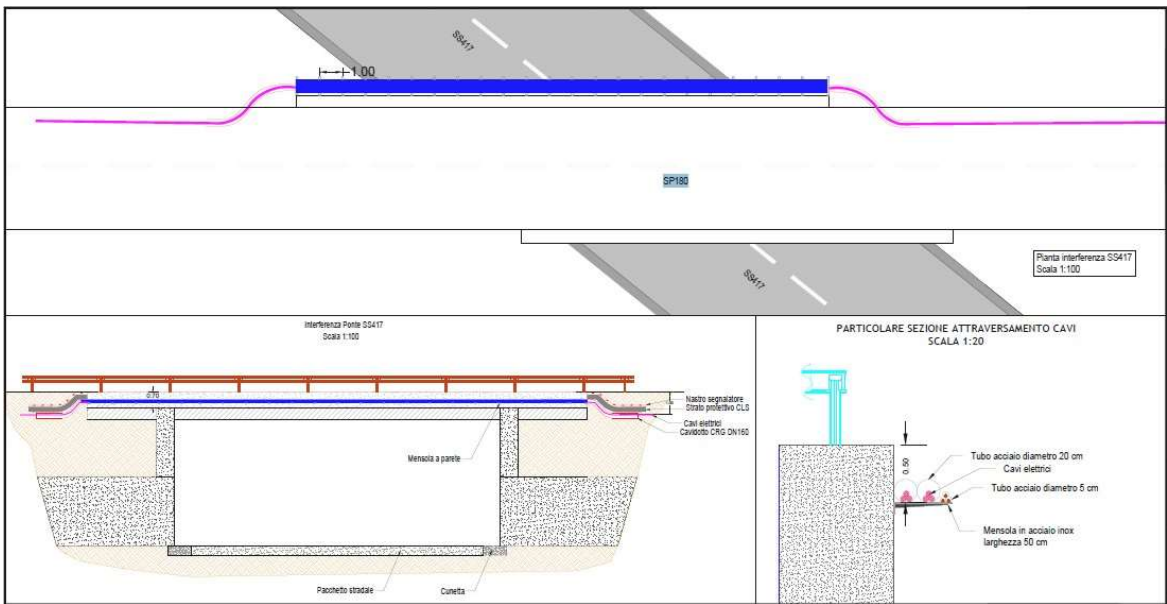 SS417
1.00
SP180
SS417
Pianta interferenza SS417
Scala 1:100
Interferenza Ponte SS417
Scala 1:100
0.70
Nastro segnalatore
Strato protettivo CLS
Cavi elettrici
Cavidotto CRG DN160
Mensola a parete
Pacchetto stradale
Cunetta
PARTICOLARE SEZIONE ATTRAVERSAMENTO CAVI
SCALA 1:20
0.50
Tubo acciaio diametro 20 cm
Cavi elettrici
Tubo acciaio diametro 5 cm
Mensola in acciaio inox
larghezza 50 cm